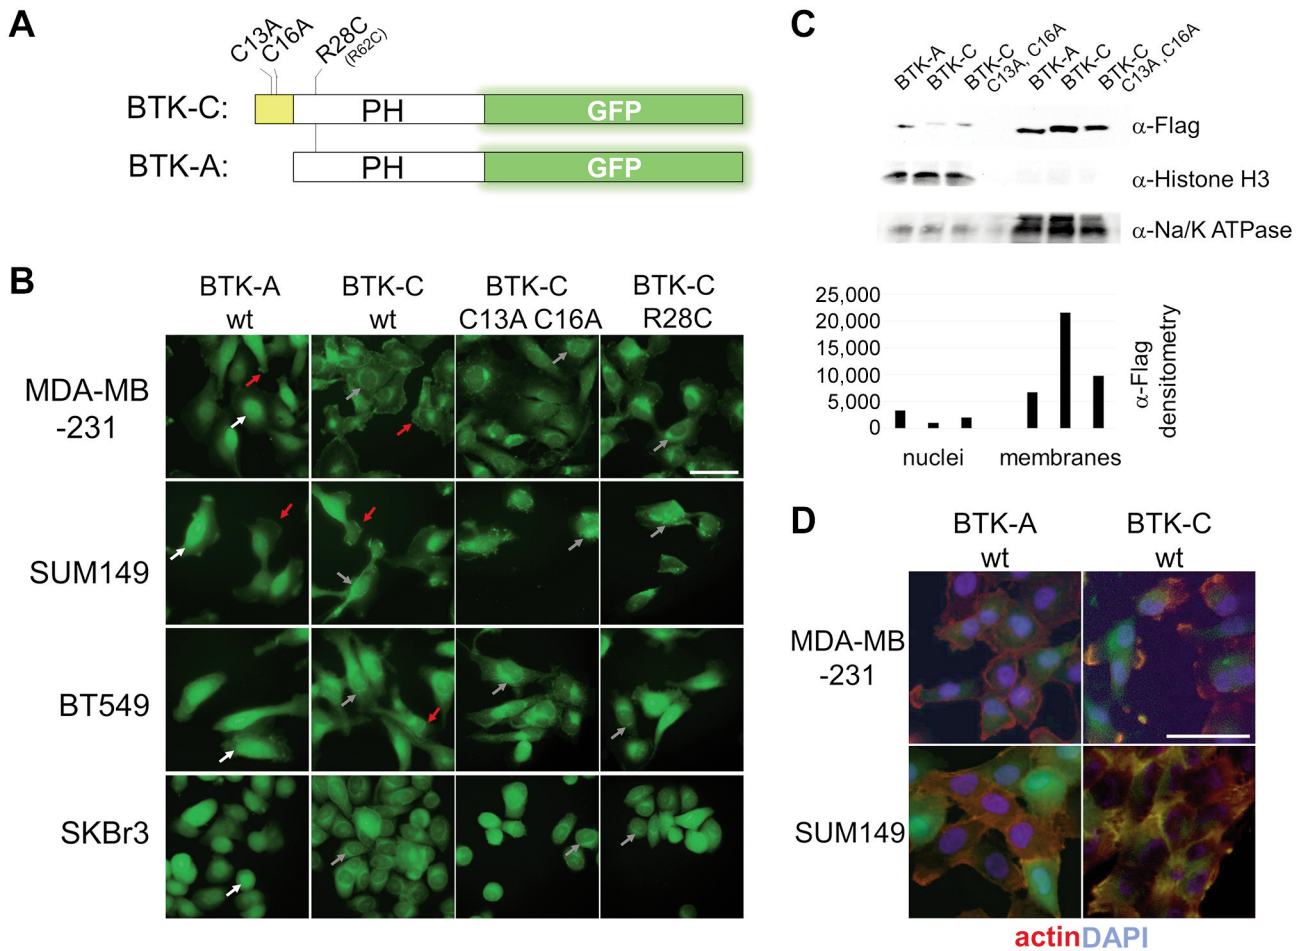 A
C13A
C16A
R28C
(R62C)
BTK-C:
PH
GFP
BTK-A:
PH
GFP
B
BTK-A
wt
BTK-C
wt
BTK-C
C13A C16A
BTK-C
R28C
MDA-MB
-231
SUM149
BT549
SKBr3
C
BTK-A
BTK-C
BTK-C
C13A, C16A
BTK-A
BTK-C
BTK-C
C13A, C16A
α-Flag
α-Histone H3
α-Na/K ATPase
25,000
20,000
15,000
10,000
5,000
0
nuclei
membranes
α-Flag
densitometry
D
BTK-A
wt
BTK-C
wt
MDA-MB
-231
SUM149
actinDAPI